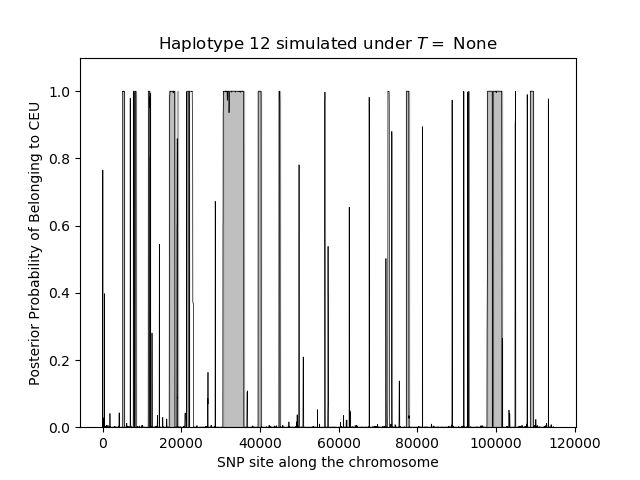 Haplotype 12 simulated under T = None
Posterior Probability of Belonging to CEU
1.0
0.8
0.6
0.4
0.2
0.0
0 20000 40000 60000 80000 100000 120000
SNP site along the chromosome